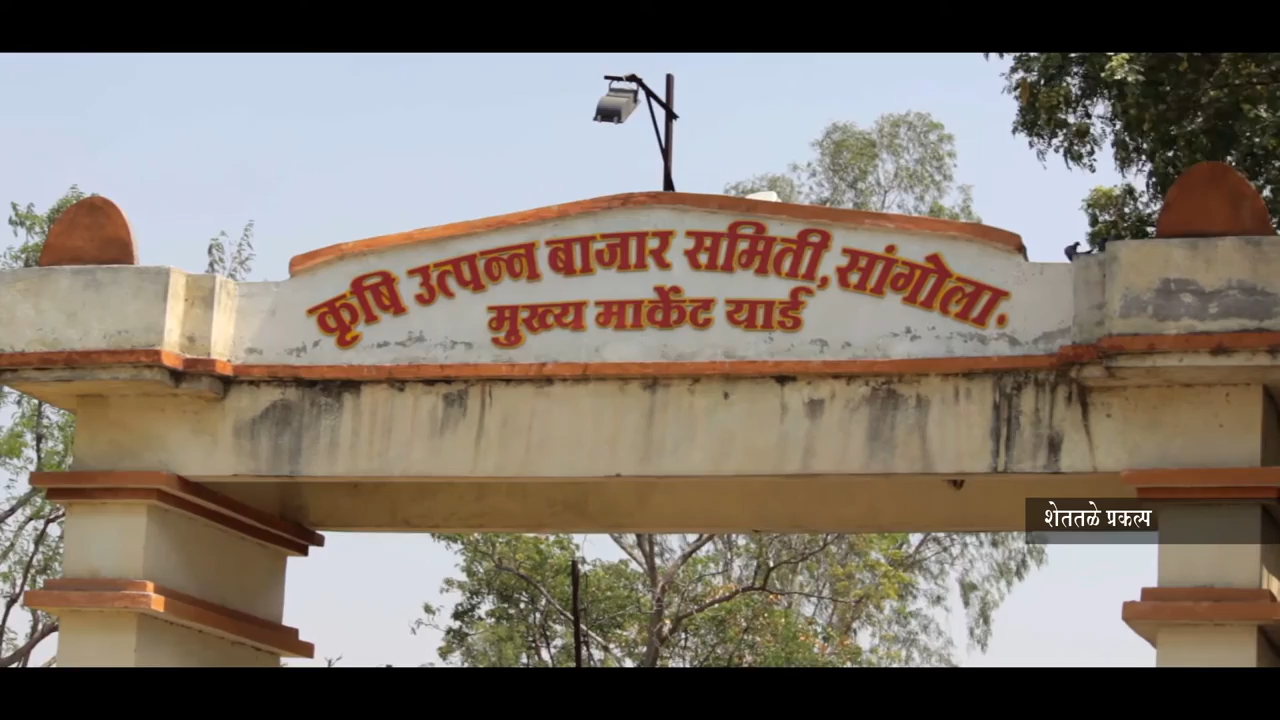 कृषि उत्पन्न बाजार समिती, सांगोला.
मुख्य मार्केट यार्ड
शेततळे प्रकल्प